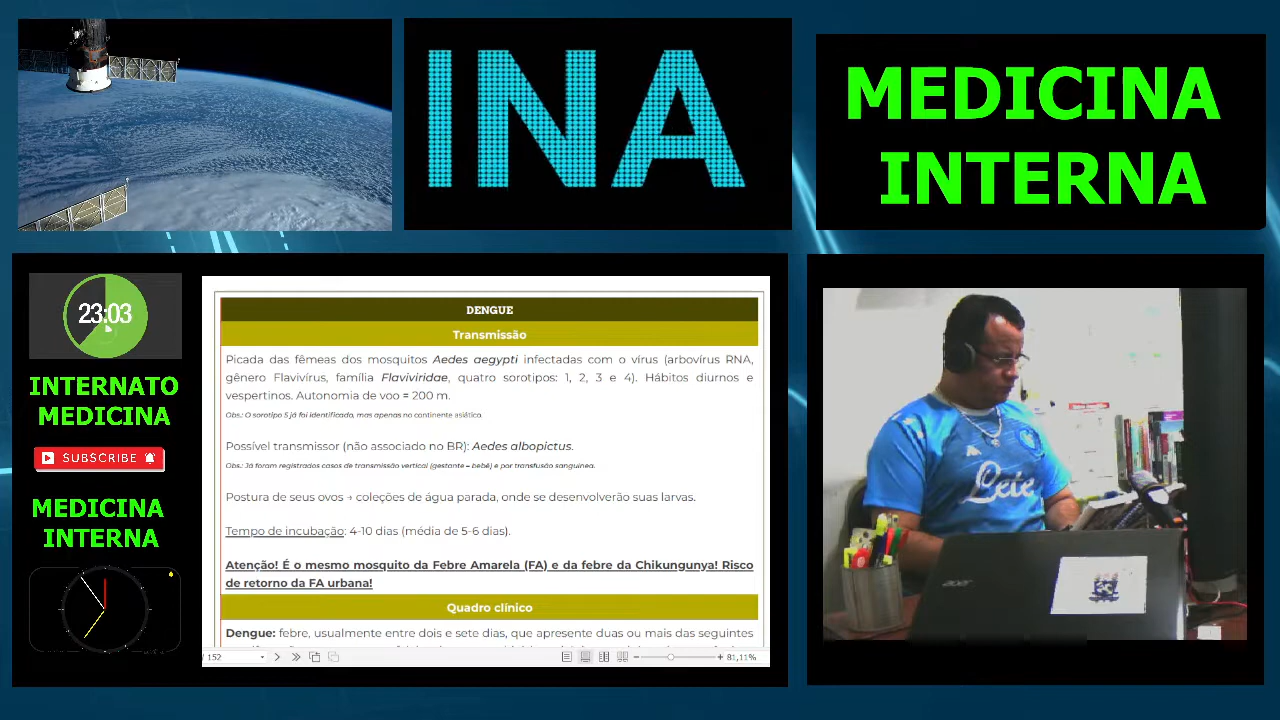 INA
MEDICINA
INTERNA
23:03
INTERNATO
MEDICINA
SUBSCRIBE
MEDICINA
INTERNA
DENGUE
Transmissão
Picada das fêmeas dos mosquitos Aedes aegypti infectadas com o vírus (arbovírus RNA,
gênero Flavivírus, família Flaviviridae, quatro sorotipos: 1, 2, 3 e 4). Hábitos diurnos e
vespertinos. Autonomia de voo = 200 m.
Obs.: O sorotipo 5 já foi identificado, mas apenas no continente asiático.
Possível transmissor (não associado no BR): Aedes albopictus.
Obs.: Já foram registrados casos de transmissão vertical (gestante – bebê) e por transfusão sanguínea.
Postura de seus ovos → coleções de água parada, onde se desenvolverão suas larvas.
Tempo de incubação: 4-10 dias (média de 5-6 dias).
Atenção! É o mesmo mosquito da Febre Amarela (FA) e da febre da Chikungunya! Risco
de retorno da FA urbana!
Quadro clínico
Dengue: febre, usualmente entre dois e sete dias, que apresente duas ou mais das seguintes
/ 152
81,11%
Lete
acer